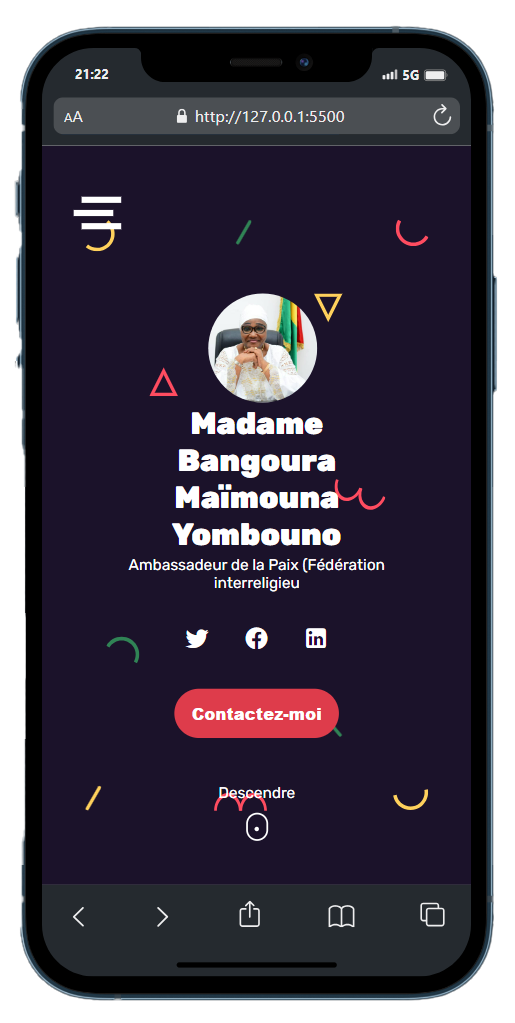 21:22
5G
AA
http://127.0.0.1:5500
Madame
Bangoura
Maïmouna
Yombouno
Ambassadeur de la Paix (Fédération
interreligieu
Contactez-moi
Descendre